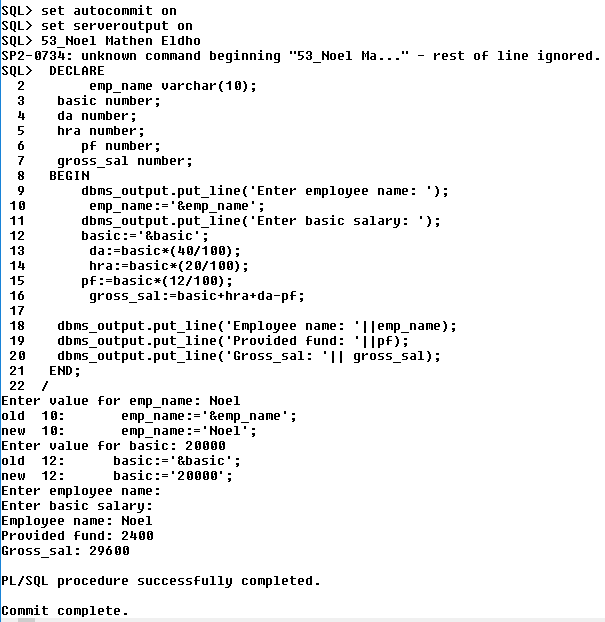 SQL> set autocommit on
SQL> set serveroutput on
SQL> 53_Noel Mathen Eldho
SP2-0734: unknown command beginning "53_Noel Ma..." - rest of line ignored.
SQL>  DECLARE
  2        emp_name varchar(10);
  3    basic number;
  4    da number;
  5    hra number;
  6       pf number;
  7    gross_sal number;
  8   BEGIN
  9       dbms_output.put_line('Enter employee name: ');
 10        emp_name:='&emp_name';
 11       dbms_output.put_line('Enter basic salary: ');
 12       basic:='&basic';
 13        da:=basic*(40/100);
 14        hra:=basic*(20/100);
 15       pf:=basic*(12/100);
 16        gross_sal:=basic+hra+da-pf;
 17
 18    dbms_output.put_line('Employee name: '||emp_name);
 19    dbms_output.put_line('Provided fund: '||pf);
 20    dbms_output.put_line('Gross_sal: '|| gross_sal);
 21   END;
 22  /
Enter value for emp_name: Noel
old  10:       emp_name:='&emp_name';
new  10:       emp_name:='Noel';
Enter value for basic: 20000
old  12:      basic:='&basic';
new  12:      basic:='20000';
Enter employee name:
Enter basic salary:
Employee name: Noel
Provided fund: 2400
Gross_sal: 29600
PL/SQL procedure successfully completed.
Commit complete.